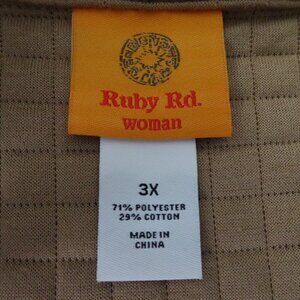 Ruby Rd.
woman
3X
71% POLYESTER
29% COTTON
MADE IN
CHINA